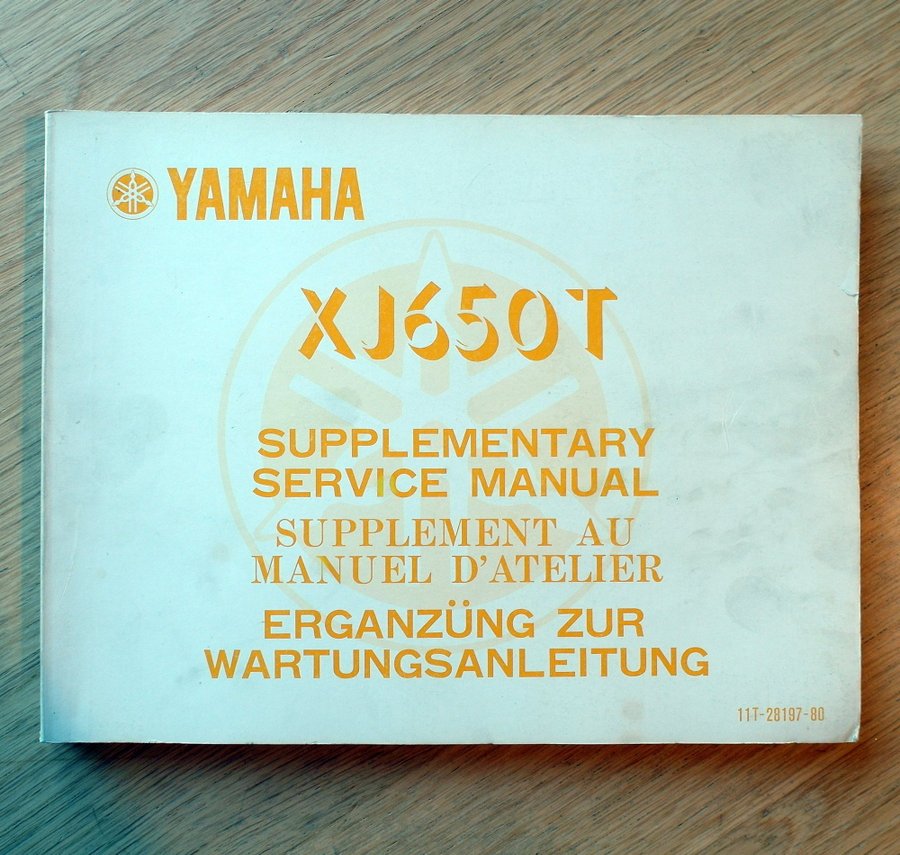 YAMAHA
XJ650T
SUPPLEMENTARY
SERVICE MANUAL
SUPPLEMENT AU
MANUEL D'ATELIER
ERGANZÜNG ZUR
WARTUNGSANLEITUNG
11T-28197-80